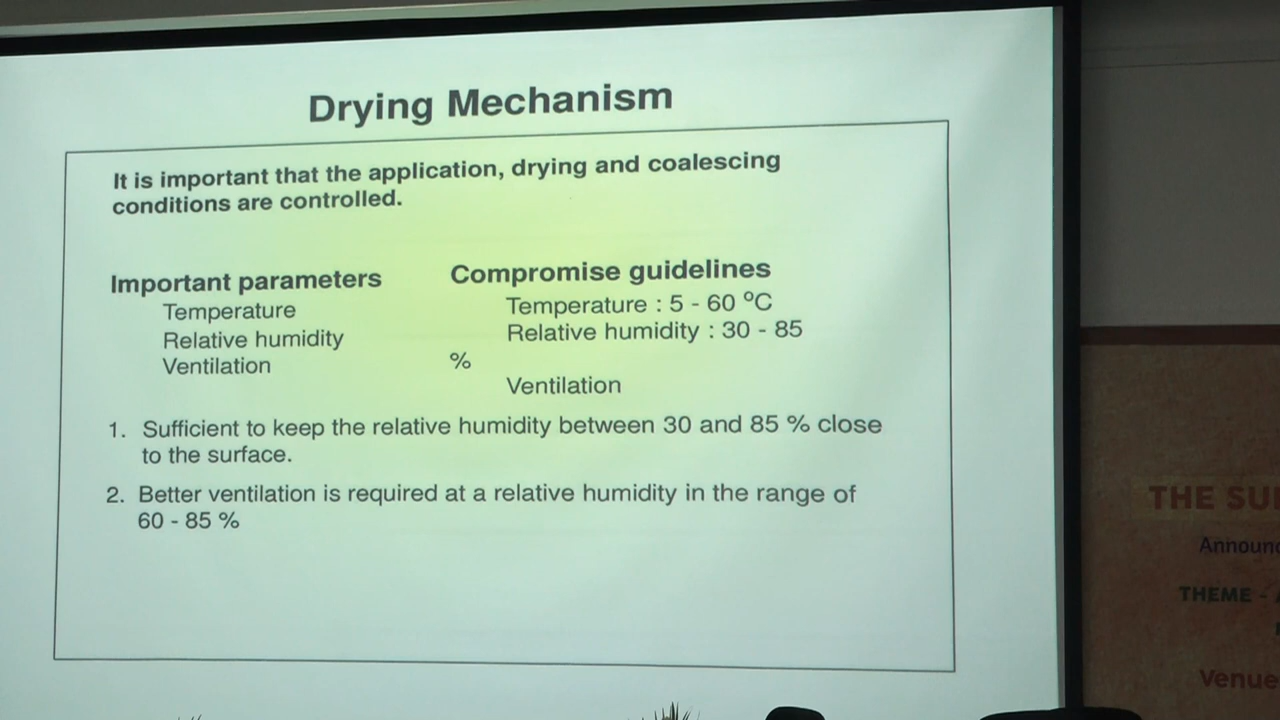 Drying Mechanism
It is important that the application, drying and coalescing
conditions are controlled.
Important parameters
Temperature
Relative humidity
Ventilation
Compromise guidelines
Temperature : 5 - 60 ºC
Relative humidity : 30 - 85
%
Ventilation
1. Sufficient to keep the relative humidity between 30 and 85 % close
to the surface.
2. Better ventilation is required at a relative humidity in the range of
60 - 85 %
THE SU
Announ
THEME -
Venue